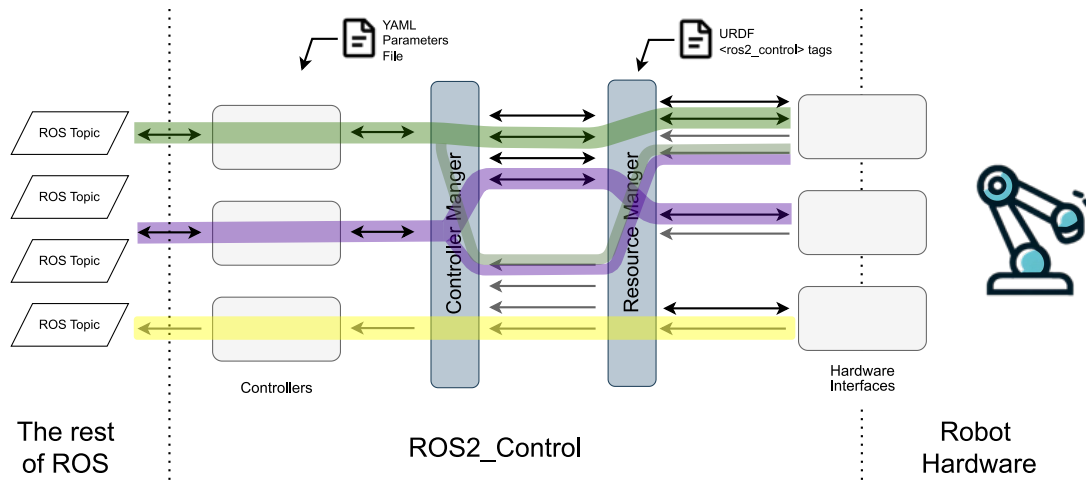 YAML
Parameters
File
URDF
<ros2_control> tags
ROS Topic
ROS Topic
ROS Topic
ROS Topic
Controller Manger
Resource Manger
Controllers
Hardware
Interfaces
The rest
of ROS
ROS2_Control
Robot
Hardware